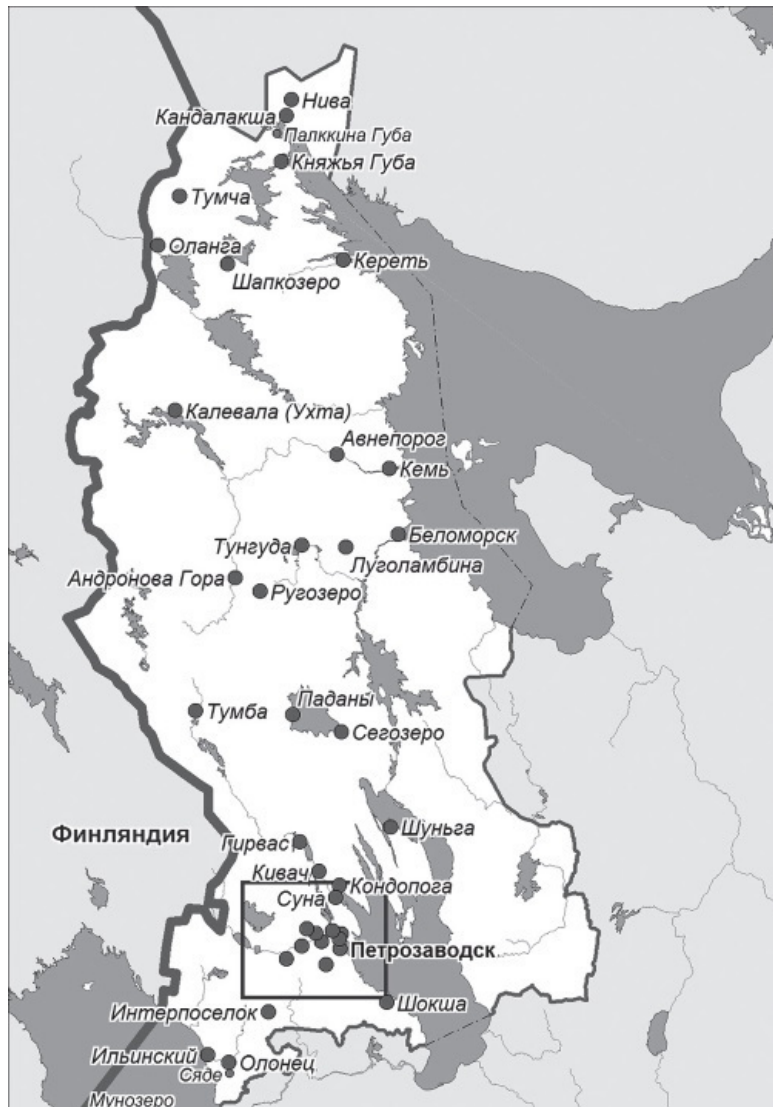 Нива
Кандалакша
Палккина Губа
Княжья Губа
Тумча
Оланга
Шапкозеро
Кереть
Калевала (Ухта)
Авнепорог
Кемь
Беломорск
Тунгуда
Луголамбина
Андронова Гора
Ругозеро
Паданы
Тумба
Сегозеро
Шуньга
Финляндия
Гирвас
Кивач
Кондопога
Суна
Петрозаводск
Шокша
Интерпоселок
Ильинский
Олонец
Сяде
Мунозеро